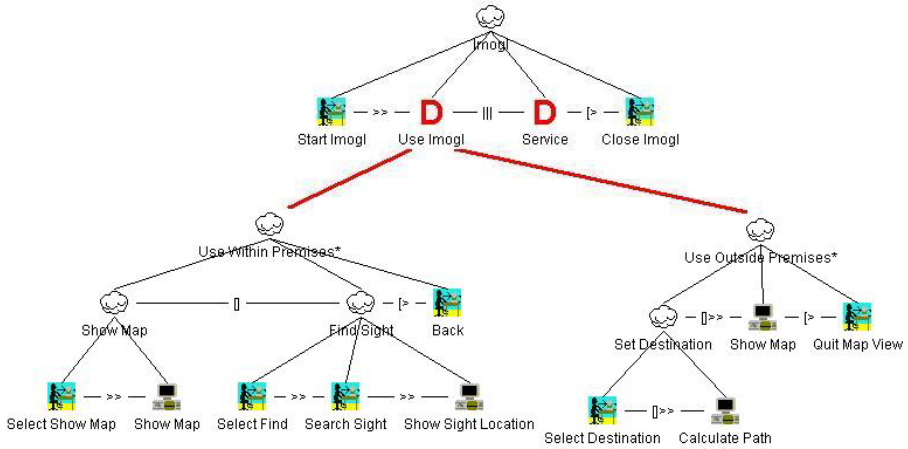 Imogl
>> D ||| D [>
Start Imogl Use Imogl Service Close Imogl
Use Within Premises* Use Outside Premises*
[] [> []>> [>
Show Map Find Sight Back Set Destination Show Map Quit Map View
>> >> >> []>>
Select Show Map Show Map Select Find Search Sight Show Sight Location Select Destination Calculate Path